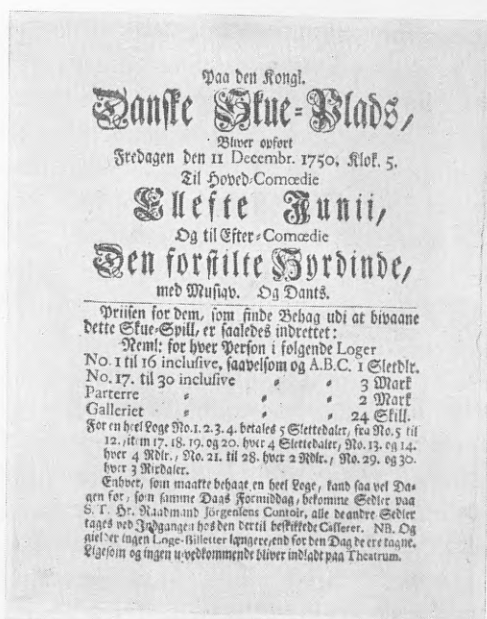 Paa den Kongl.
Danske Skue-Plads,
Bliver opført
Fredagen den 11 Decembr. 1750, Klok. 5.
Til Hoved-Comœdie
Ellefte Junii,
Og til Efter-Comœdie
Den forstilte Hyrdinde,
med Musiqv. Og Dants.
Priisen for dem, som finde Behag udi at bivaane
dette Skue-Spill, er saaledes indrettet:
Neml: for hver Person i følgende Loger
No. 1 til 16 inclusive, saavelsom og A.B.C. 1 Sletdlr.
No. 17. til 30 inclusive 〃 〃 3 Mark
Parterre 〃 〃 〃 2 Mark
Galleriet 〃 〃 〃 24 Skill.
For en heel Loge No. 1. 2. 3. 4. betales 5 Slettedaler, fra No. 5 til
12., item 17. 18. 19. og 20. hver 4 Slettedaler, No. 13. og 14.
hver 4 Rdlr., No. 21. til 28. hver 2 Rdlr., No. 29. og 30.
hver 3 Rixdaler.
Enhver, som maatte behage en heel Loge, kand saa vel Da-
gen før, som samme Dags Formiddag, bekomme Sedler paa
S. T. Hr. Raadmand Jörgensens Contoir, alle de andre Sedler
tages ved Indgangen hos den dertil beskikkede Casserer. NB. Og
gielder ingen Loge-Billetter længere, end for den Dag de ere tagne.
Ligesom og ingen uvedkommende bliver indladt paa Theatrum.